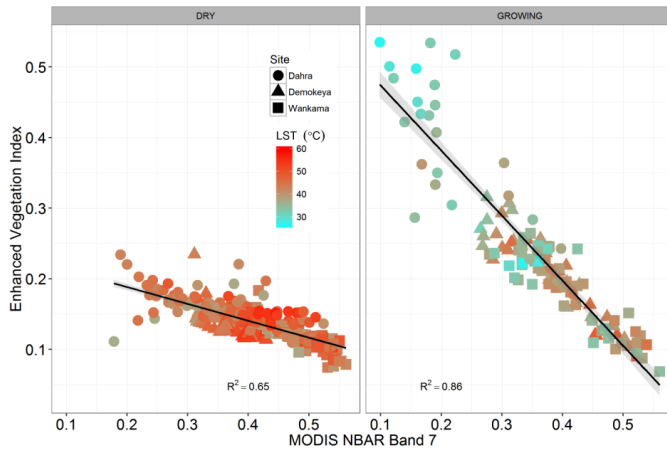 DRY
GROWING
Enhanced Vegetation Index
0.5
0.4
0.3
0.2
0.1
Site
Dahra
Demokeya
Wankama
LST (°C)
60
50
40
30
R² = 0.65
R² = 0.86
0.1 0.2 0.3 0.4 0.5
0.1 0.2 0.3 0.4 0.5
MODIS NBAR Band 7